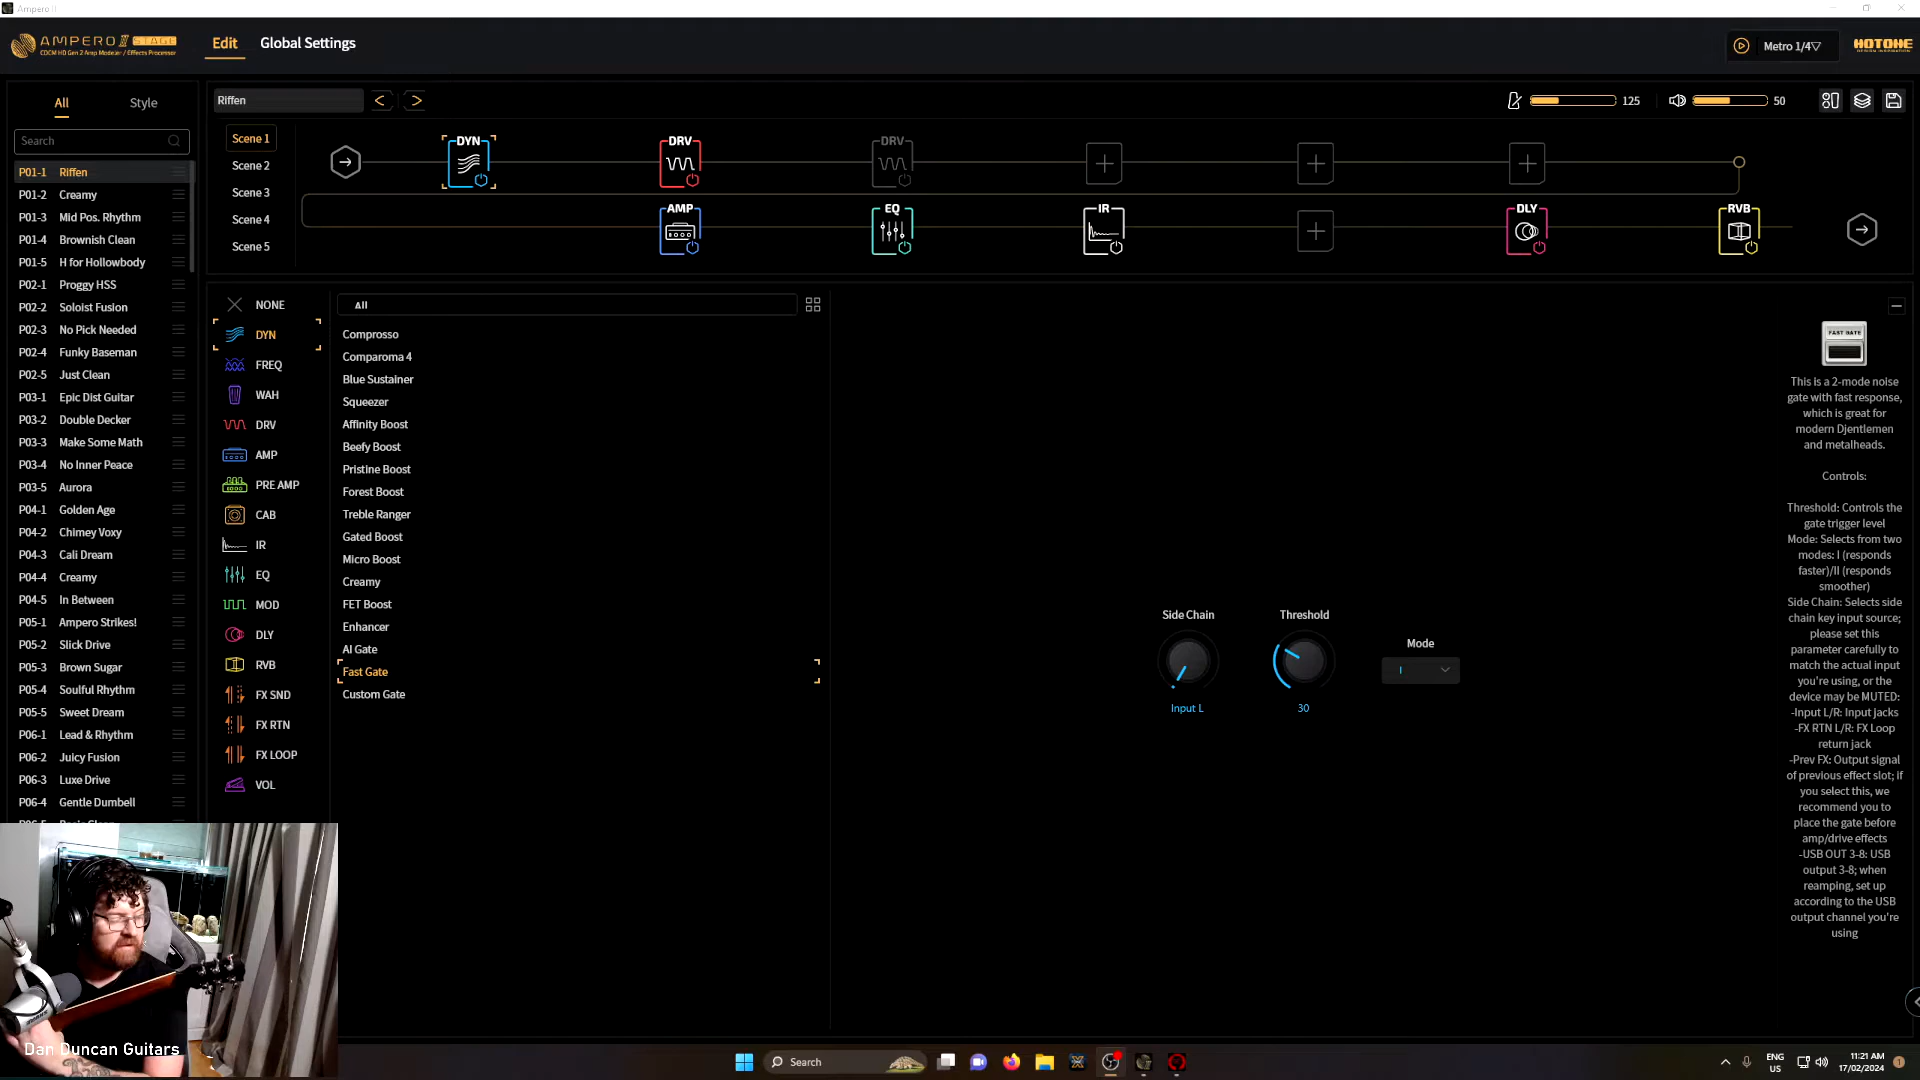 Ampero II
AMPERO II STAGE
CDCM HD Gen 2 Amp Modeler / Effects Processor
Edit
Global Settings
Metro 1/4
HOTONE
DESIGN INSPIRATION
All
Style
Search
P01-1 Riffen
P01-2 Creamy
P01-3 Mid Pos. Rhythm
P01-4 Brownish Clean
P01-5 H for Hollowbody
P02-1 Proggy HSS
P02-2 Soloist Fusion
P02-3 No Pick Needed
P02-4 Funky Baseman
P02-5 Just Clean
P03-1 Epic Dist Guitar
P03-2 Double Decker
P03-3 Make Some Math
P03-4 No Inner Peace
P03-5 Aurora
P04-1 Golden Age
P04-2 Chimey Voxy
P04-3 Cali Dream
P04-4 Creamy
P04-5 In Between
P05-1 Ampero Strikes!
P05-2 Slick Drive
P05-3 Brown Sugar
P05-4 Soulful Rhythm
P05-5 Sweet Dream
P06-1 Lead & Rhythm
P06-2 Juicy Fusion
P06-3 Luxe Drive
P06-4 Gentle Dumbell
Riffen
125
50
Scene 1
Scene 2
Scene 3
Scene 4
Scene 5
DYN
DRV
DRV
AMP
EQ
IR
DLY
RVB
NONE
DYN
FREQ
WAH
DRV
AMP
PRE AMP
CAB
IR
EQ
MOD
DLY
RVB
FX SND
FX RTN
FX LOOP
VOL
All
Comprosso
Comparoma 4
Blue Sustainer
Squeezer
Affinity Boost
Beefy Boost
Pristine Boost
Forest Boost
Treble Ranger
Gated Boost
Micro Boost
Creamy
FET Boost
Enhancer
AI Gate
Fast Gate
Custom Gate
Side Chain
Input L
Threshold
30
Mode
I
FAST GATE
This is a 2-mode noise
gate with fast response,
which is great for
modern Djentlemen
and metalheads.
Controls:
Threshold: Controls the
gate trigger level
Mode: Selects from two
modes: I (responds
faster)/II (responds
smoother)
Side Chain: Selects side
chain key input source;
please set this
parameter carefully to
match the actual input
you're using, or the
device may be MUTED:
-Input L/R: Input jacks
-FX RTN L/R: FX Loop
return jack
-Prev FX: Output signal
of previous effect slot; if
you select this, we
recommend you to
place the gate before
amp/drive effects
-USB OUT 3-8: USB
output 3-8; when
reamping, set up
according to the USB
output channel you're
using
Dan Duncan Guitars
Search
ENG
US
11:21 AM
17/02/2024